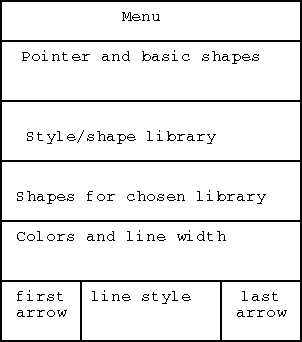 Menu
Pointer and basic shapes
Style/shape library
Shapes for chosen library
Colors and line width
first arrow
line style
last arrow